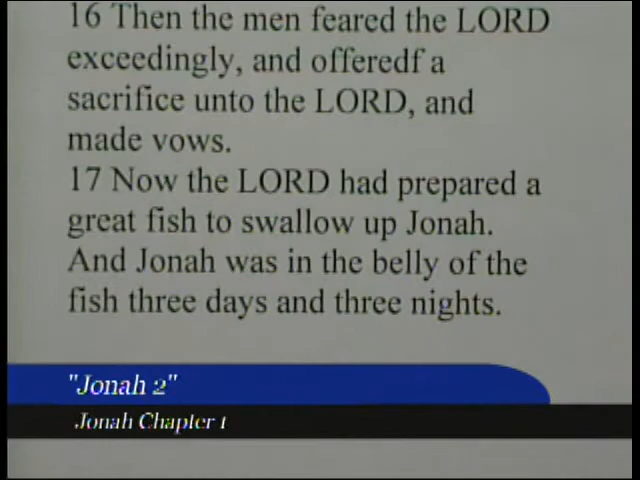 16 Then the men feared the LORD
exceedingly, and offeredf a
sacrifice unto the LORD, and
made vows.
17 Now the LORD had prepared a
great fish to swallow up Jonah.
And Jonah was in the belly of the
fish three days and three nights.
"Jonah 2"
Jonah Chapter 1